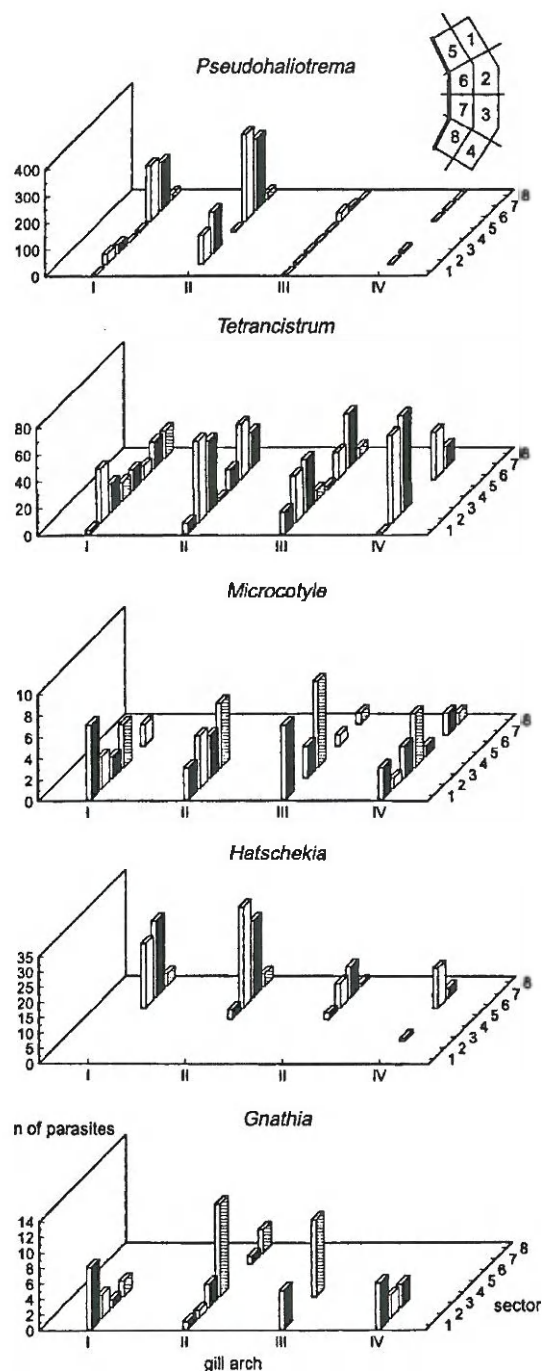 5 1
6 2
7 3
8 4
Pseudohaliotrema
400
300
200
100
0
I II III IV
1 2 3 4 5 6 7 8
Tetrancistrum
80
60
40
20
0
I II III IV
1 2 3 4 5 6 7 8
Microcotyle
10
8
6
4
2
0
I II III IV
1 2 3 4 5 6 7 8
Hatschekia
35
30
25
20
15
10
5
0
I II II IV
1 2 3 4 5 6 7 8
Gnathia
n of parasites
14
12
10
8
6
4
2
0
I II III IV
1 2 3 4 5 6 7 8
sector
gill arch